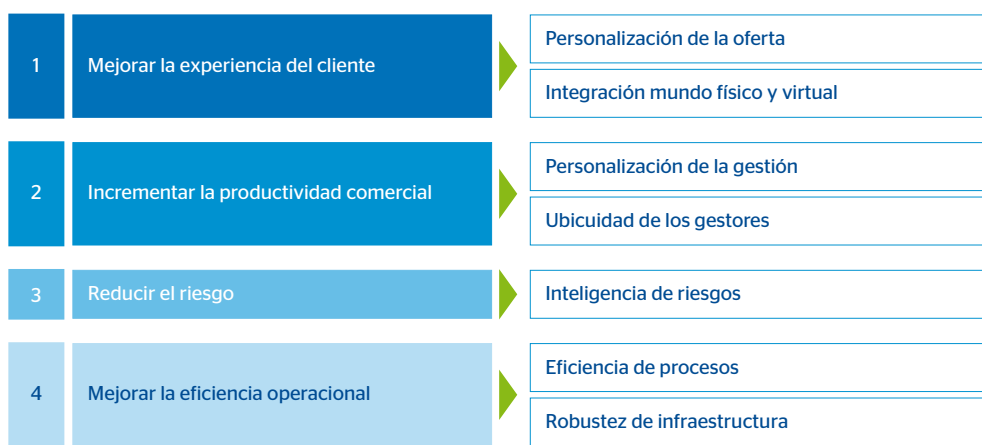 1
Mejorar la experiencia del cliente
Personalización de la oferta
Integración mundo físico y virtual
2
Incrementar la productividad comercial
Personalización de la gestión
Ubicuidad de los gestores
3
Reducir el riesgo
Inteligencia de riesgos
4
Mejorar la eficiencia operacional
Eficiencia de procesos
Robustez de infraestructura